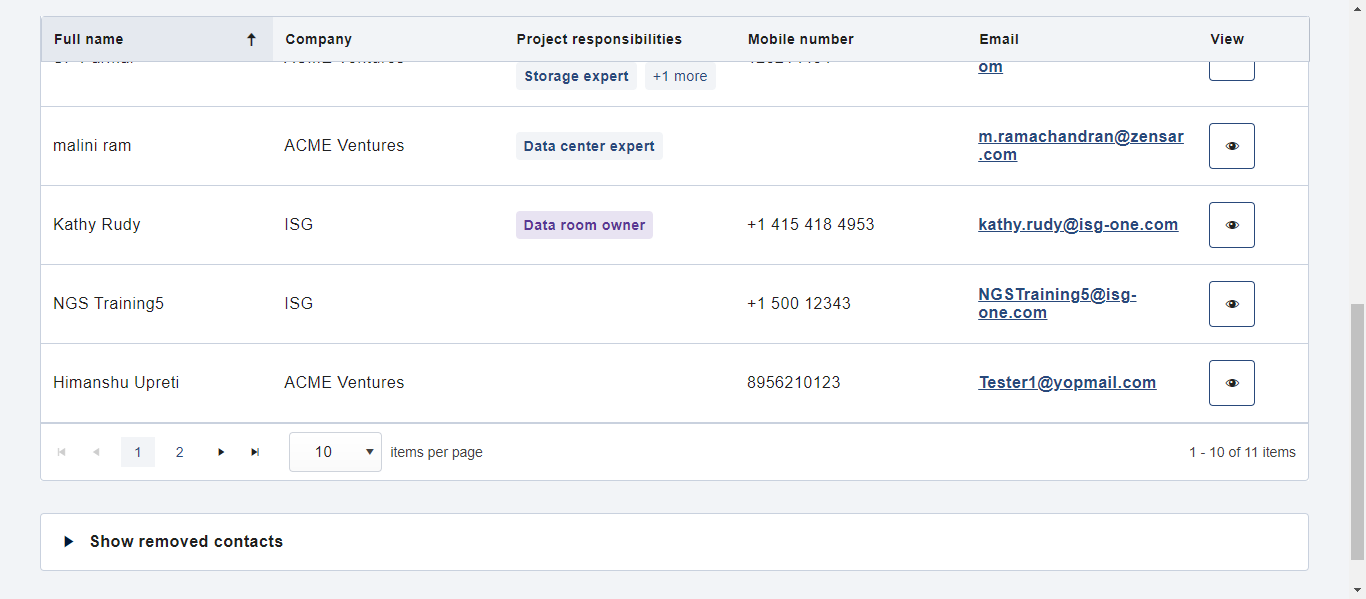 Full name Company Project responsibilities Mobile number Email View
Storage expert +1 more om
malini ram ACME Ventures Data center expert m.ramachandran@zensar
.com
Kathy Rudy ISG Data room owner +1 415 418 4953 kathy.rudy@isg-one.com
NGS Training5 ISG +1 500 12343 NGSTraining5@isg-
one.com
Himanshu Upreti ACME Ventures 8956210123 Tester1@yopmail.com
1 2 10 items per page 1 - 10 of 11 items
Show removed contacts